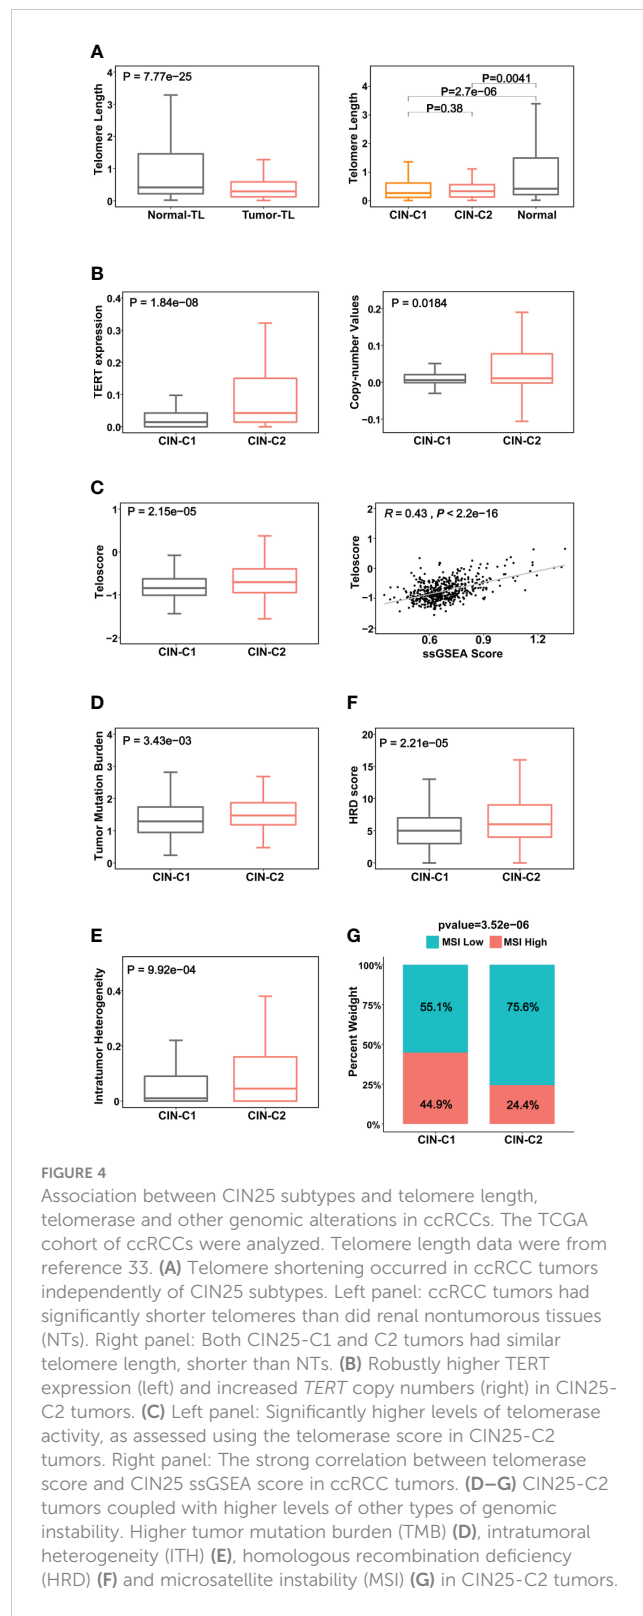 A
P = 7.77e−25
Telomere Length
4
3
2
1
0
Normal-TL Tumor-TL
P=0.0041
P=2.7e−06
P=0.38
Telomere Length
4
3
2
1
0
CIN-C1 CIN-C2 Normal
B
P = 1.84e−08
TERT expression
0.4
0.3
0.2
0.1
0.0
CIN-C1 CIN-C2
P = 0.0184
Copy-number Values
0.2
0.1
0.0
−0.1
CIN-C1 CIN-C2
C
P = 2.15e−05
Teloscore
1
0
−1
−2
CIN-C1 CIN-C2
R = 0.43 , P < 2.2e−16
Teloscore
2
1
0
−1
−2
0.6 0.9 1.2
ssGSEA Score
D
P = 3.43e−03
Tumor Mutation Burden
4
3
2
1
0
CIN-C1 CIN-C2
F
P = 2.21e−05
HRD score
20
15
10
5
0
CIN-C1 CIN-C2
E
P = 9.92e−04
Intratumor Heterogeneity
0.4
0.2
0
CIN-C1 CIN-C2
G
pvalue=3.52e−06
MSI Low MSI High
Percent Weidght
100%
75%
50%
25%
0%
55.1% 75.6%
44.9% 24.4%
CIN-C1 CIN-C2
FIGURE 4
Association between CIN25 subtypes and telomere length,
telomerase and other genomic alterations in ccRCCs. The TCGA
cohort of ccRCCs were analyzed. Telomere length data were from
reference 33. (A) Telomere shortening occurred in ccRCC tumors
independently of CIN25 subtypes. Left panel: ccRCC tumors had
significantly shorter telomeres than did renal nontumorous tissues
(NTs). Right panel: Both CIN25-C1 and C2 tumors had similar
telomere length, shorter than NTs. (B) Robustly higher TERT
expression (left) and increased TERT copy numbers (right) in CIN25-
C2 tumors. (C) Left panel: Significantly higher levels of telomerase
activity, as assessed using the telomerase score in CIN25-C2
tumors. Right panel: The strong correlation between telomerase
score and CIN25 ssGSEA score in ccRCC tumors. (D–G) CIN25-C2
tumors coupled with higher levels of other types of genomic
instability. Higher tumor mutation burden (TMB) (D), intratumoral
heterogeneity (ITH) (E), homologous recombination deficiency
(HRD) (F) and microsatellite instability (MSI) (G) in CIN25-C2 tumors.